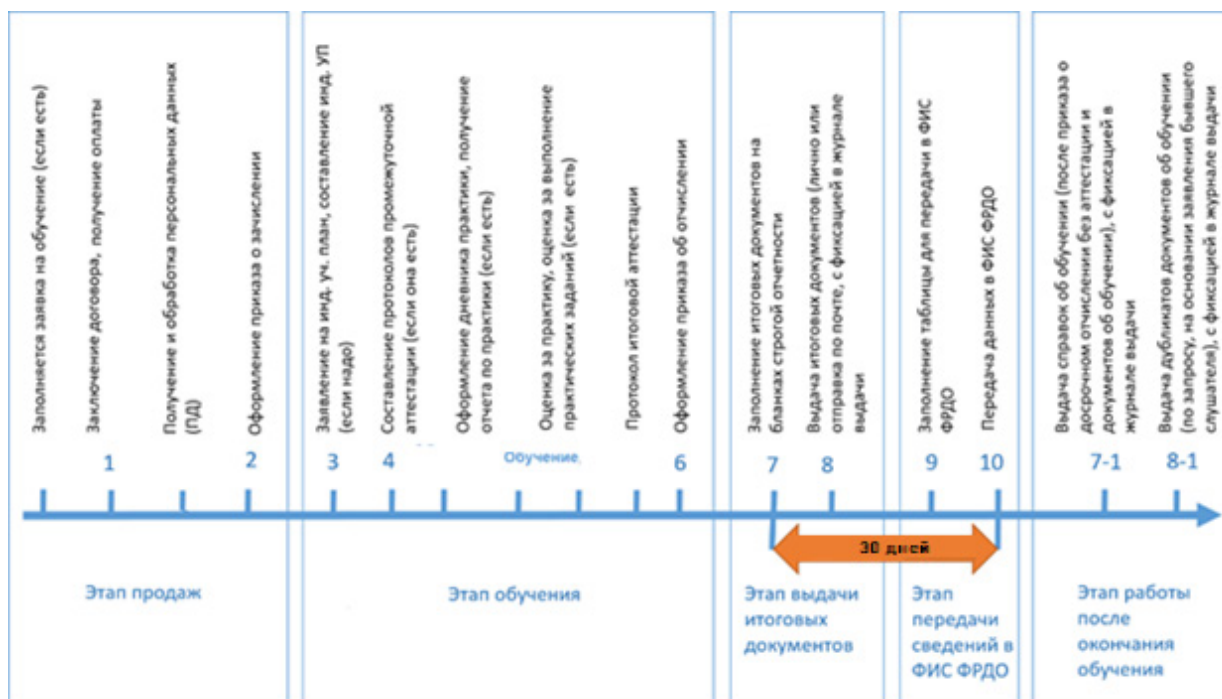 Заполняется заявка на обучение (если есть)
Заключение договора, получение оплаты
Получение и обработка персональных данных
(ПД)
Оформление приказа о зачислении
Заявление на инд. уч. план, составление инд. УП
(если надо)
Составление протоколов промежуточной
аттестации (если она есть)
Оформление дневника практики, получение
отчета по практики (если есть)
Оценка за практику, оценка за выполнение
практических заданий (если есть)
Протокол итоговой аттестации
Оформление приказа об отчислении
Заполнение итоговых документов на
бланках строгой отчетности
Выдача итоговых документов (лично или
отправка по почте, с фиксацией в журнале
выдачи
Заполнение таблицы для передачи в ФИС
ФРДО
Передача данных в ФИС ФРДО
Выдача справок об обучении (после приказа о
досрочном отчислении без аттестации и
документов об обучении), с фиксацией в
журнале выдачи
Выдача дубликатов документов об обучении
(по запросу, на основании заявления бывшего
слушателя), с фиксацией в журнале выдачи
1
2
3
4
Обучение
6
7
8
9
10
7-1
8-1
30 дней
Этап продаж
Этап обучения
Этап выдачи
итоговых
документов
Этап
передачи
сведений в
ФИС ФРДО
Этап работы
после
окончания
обучения